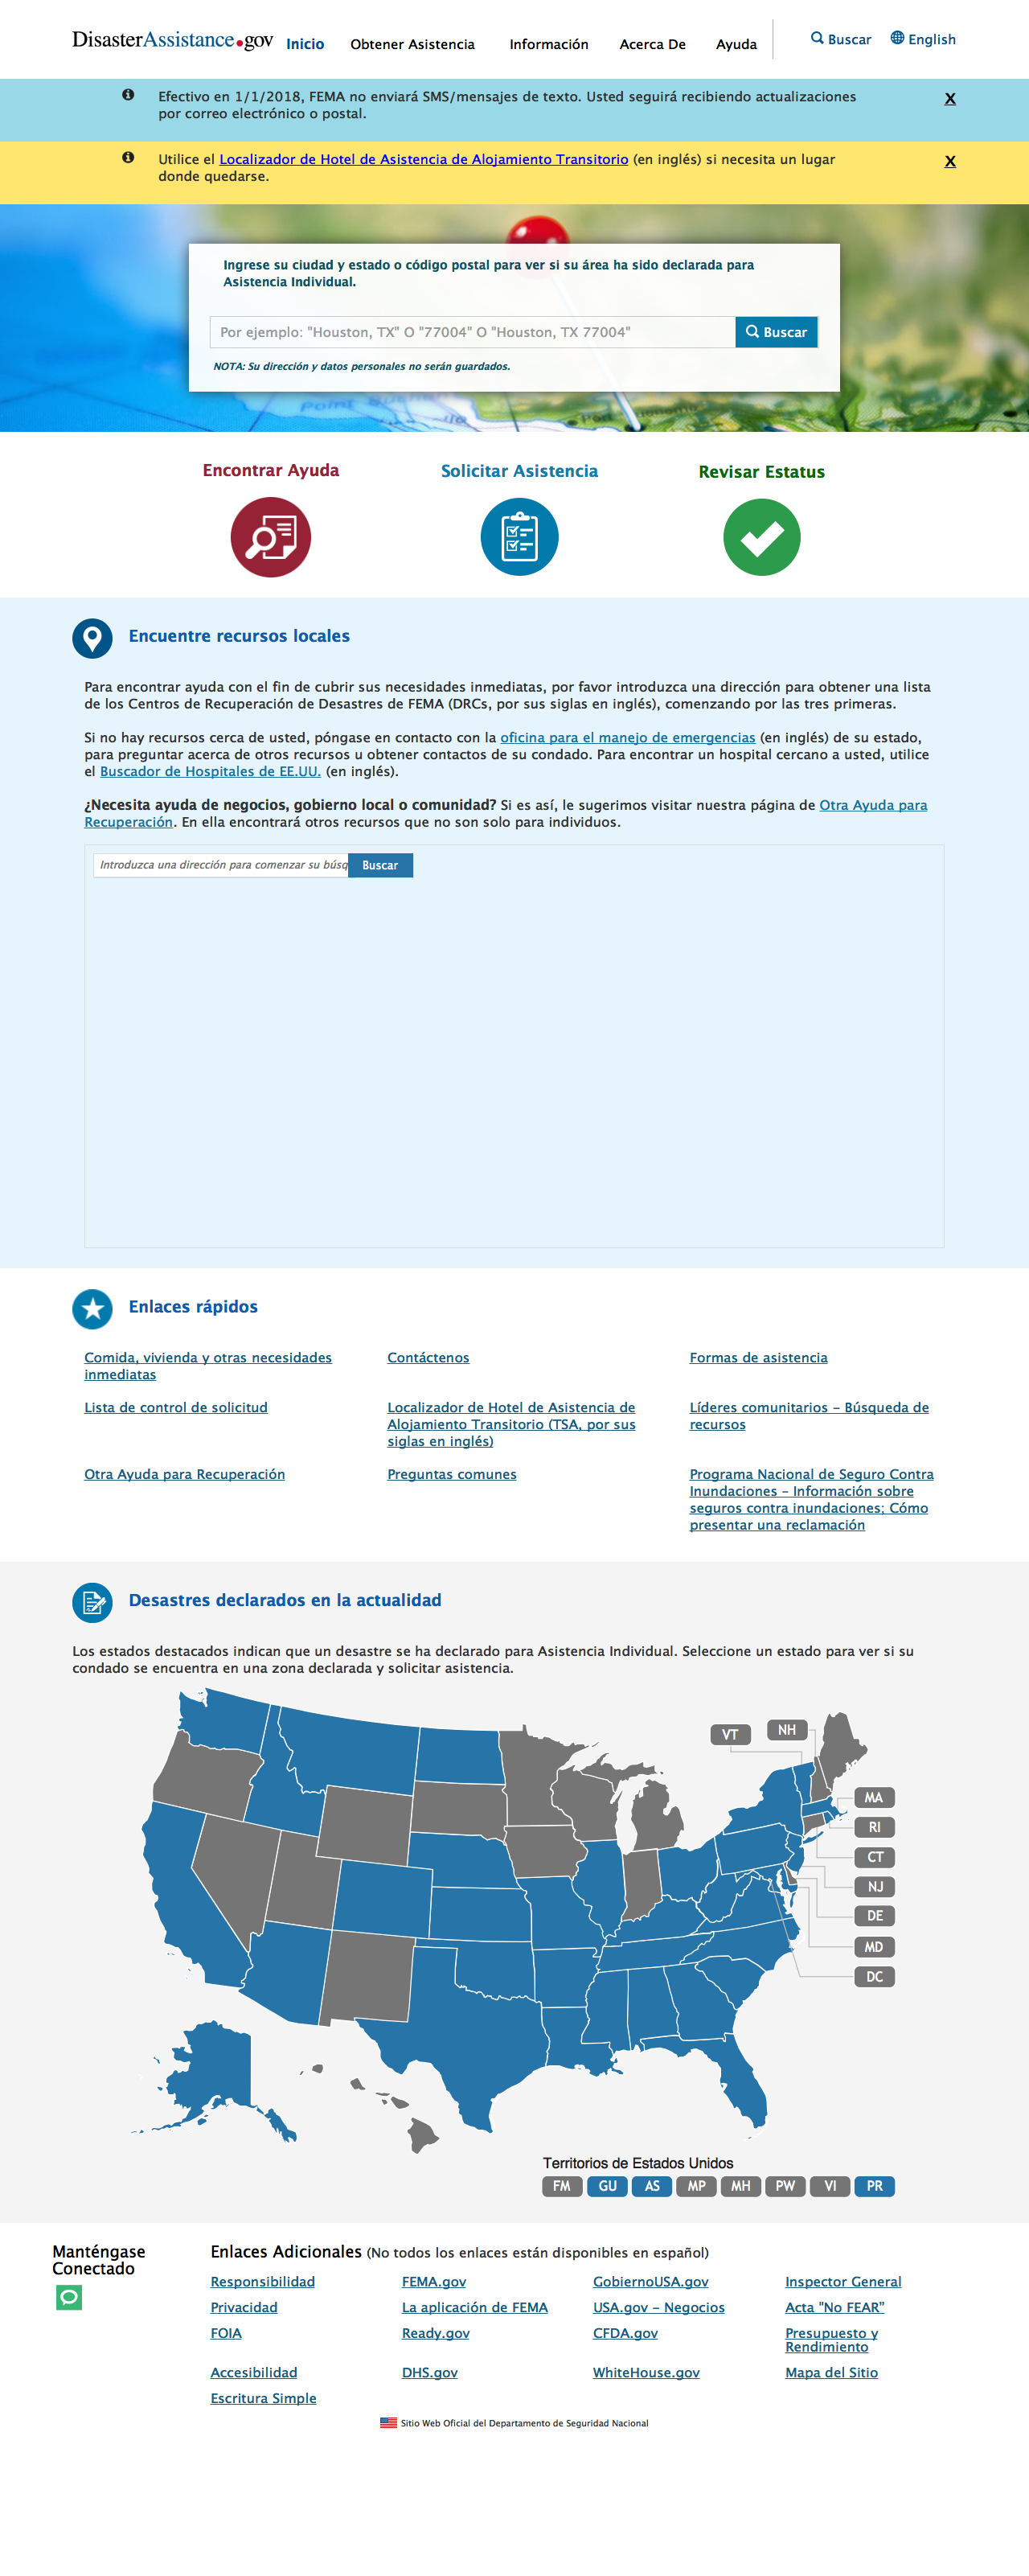 DisasterAssistance.gov
Inicio
Obtener Asistencia
Información
Acerca De
Ayuda
Buscar
English
Efectivo en 1/1/2018, FEMA no enviará SMS/mensajes de texto. Usted seguirá recibiendo actualizaciones
por correo electrónico o postal.
X
Utilice el Localizador de Hotel de Asistencia de Alojamiento Transitorio (en inglés) si necesita un lugar
donde quedarse.
X
Ingrese su ciudad y estado o código postal para ver si su área ha sido declarada para
Asistencia Individual.
Por ejemplo: "Houston, TX" O "77004" O "Houston, TX 77004"
Buscar
NOTA: Su dirección y datos personales no serán guardados.
Encontrar Ayuda
Solicitar Asistencia
Revisar Estatus
Encuentre recursos locales
Para encontrar ayuda con el fin de cubrir sus necesidades inmediatas, por favor introduzca una dirección para obtener una lista
de los Centros de Recuperación de Desastres de FEMA (DRCs, por sus siglas en inglés), comenzando por las tres primeras.
Si no hay recursos cerca de usted, póngase en contacto con la oficina para el manejo de emergencias (en inglés) de su estado,
para preguntar acerca de otros recursos u obtener contactos de su condado. Para encontrar un hospital cercano a usted, utilice
el Buscador de Hospitales de EE.UU. (en inglés).
¿Necesita ayuda de negocios, gobierno local o comunidad? Si es así, le sugerimos visitar nuestra página de Otra Ayuda para
Recuperación. En ella encontrará otros recursos que no son solo para individuos.
Introduzca una dirección para comenzar su búsq
Buscar
Enlaces rápidos
Comida, vivienda y otras necesidades
inmediatas
Contáctenos
Formas de asistencia
Lista de control de solicitud
Localizador de Hotel de Asistencia de
Alojamiento Transitorio (TSA, por sus
siglas en inglés)
Líderes comunitarios – Búsqueda de
recursos
Otra Ayuda para Recuperación
Preguntas comunes
Programa Nacional de Seguro Contra
Inundaciones – Información sobre
seguros contra inundaciones; Cómo
presentar una reclamación
Desastres declarados en la actualidad
Los estados destacados indican que un desastre se ha declarado para Asistencia Individual. Seleccione un estado para ver si su
condado se encuentra en una zona declarada y solicitar asistencia.
VT
NH
MA
RI
CT
NJ
DE
MD
DC
Territorios de Estados Unidos
FM
GU
AS
MP
MH
PW
VI
PR
Manténgase
Conectado
Enlaces Adicionales (No todos los enlaces están disponibles en español)
Responsibilidad
FEMA.gov
GobiernoUSA.gov
Inspector General
Privacidad
La aplicación de FEMA
USA.gov – Negocios
Acta "No FEAR"
FOIA
Ready.gov
CFDA.gov
Presupuesto y
Rendimiento
Accesibilidad
DHS.gov
WhiteHouse.gov
Mapa del Sitio
Escritura Simple
Sitio Web Oficial del Departamento de Seguridad Nacional